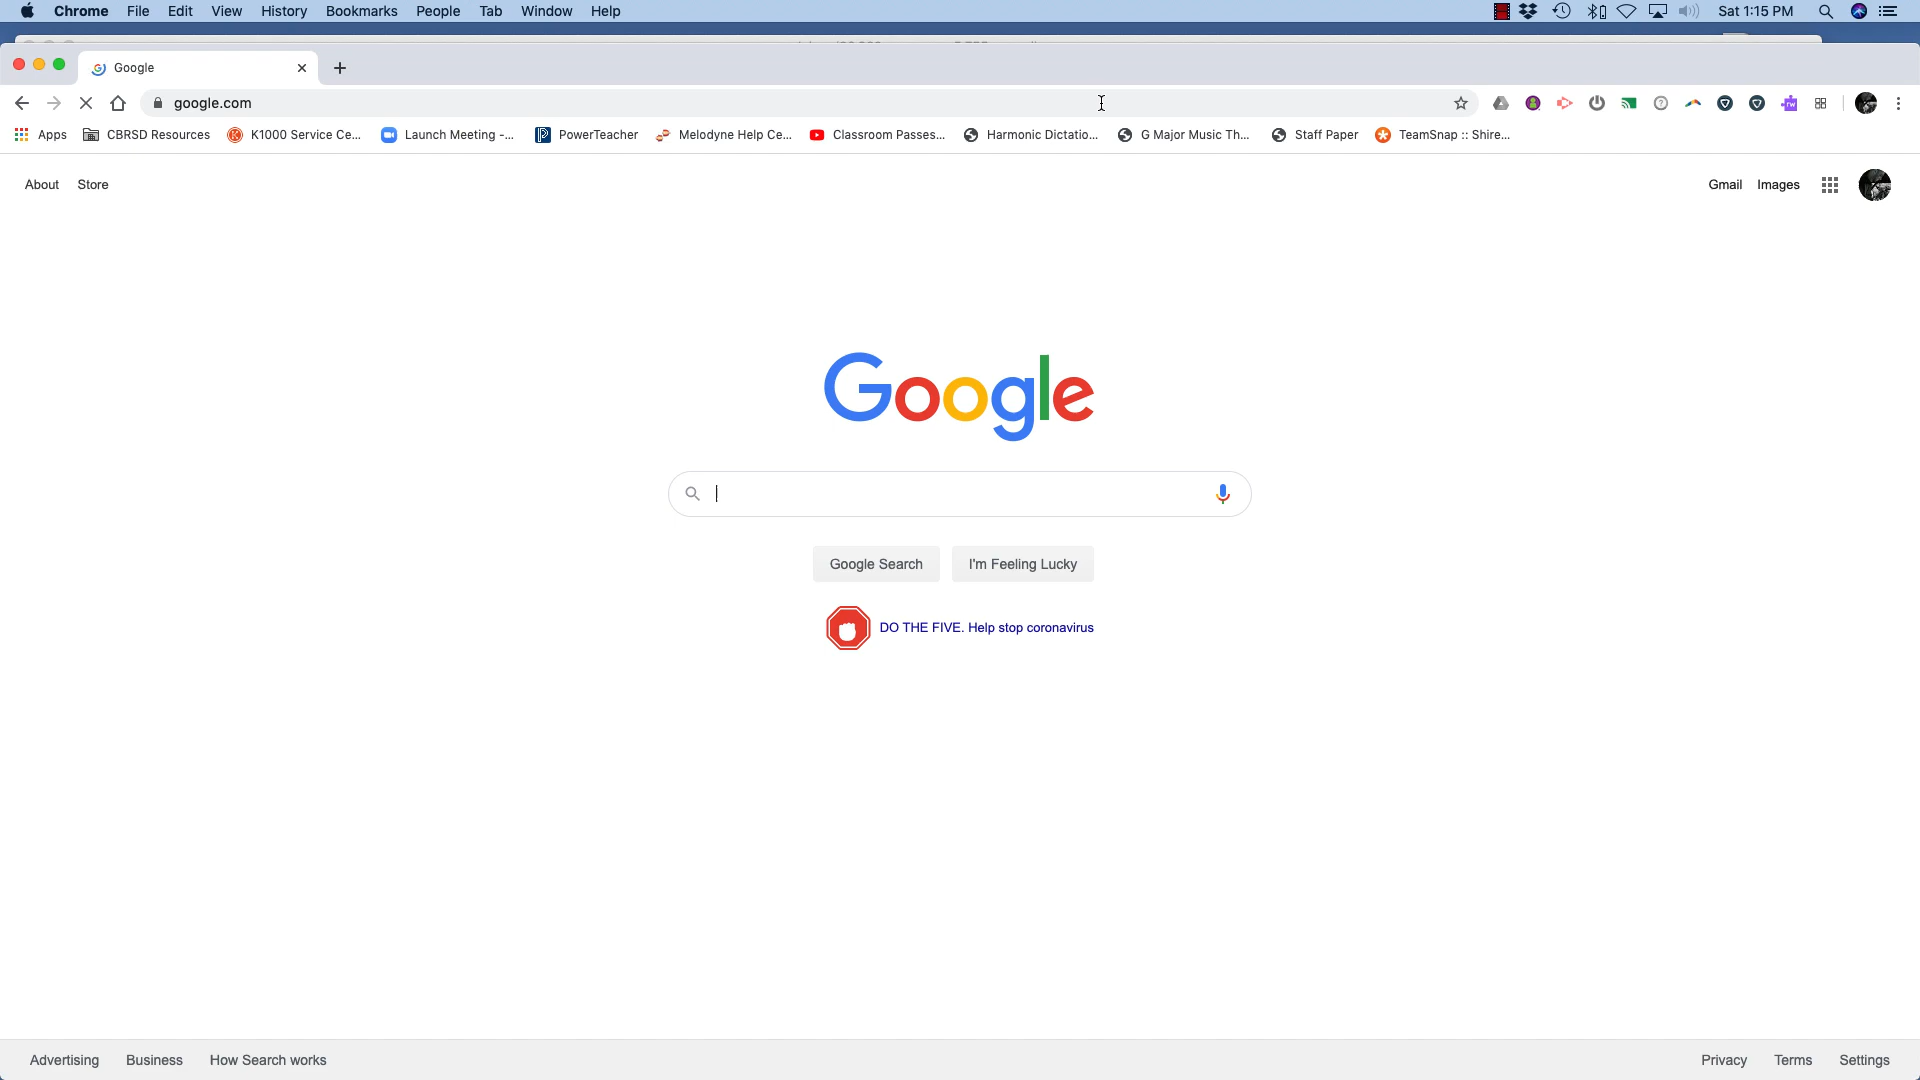 Chrome File Edit View History Bookmarks People Tab Window Help Sat 1:15 PM
Google
google.com
Apps CBRSD Resources K1000 Service Ce... Launch Meeting -... PowerTeacher Melodyne Help Ce... Classroom Passes... Harmonic Dictatio... G Major Music Th... Staff Paper TeamSnap :: Shire...
About Store Gmail Images
Google
Google Search I'm Feeling Lucky
DO THE FIVE. Help stop coronavirus
Advertising Business How Search works Privacy Terms Settings